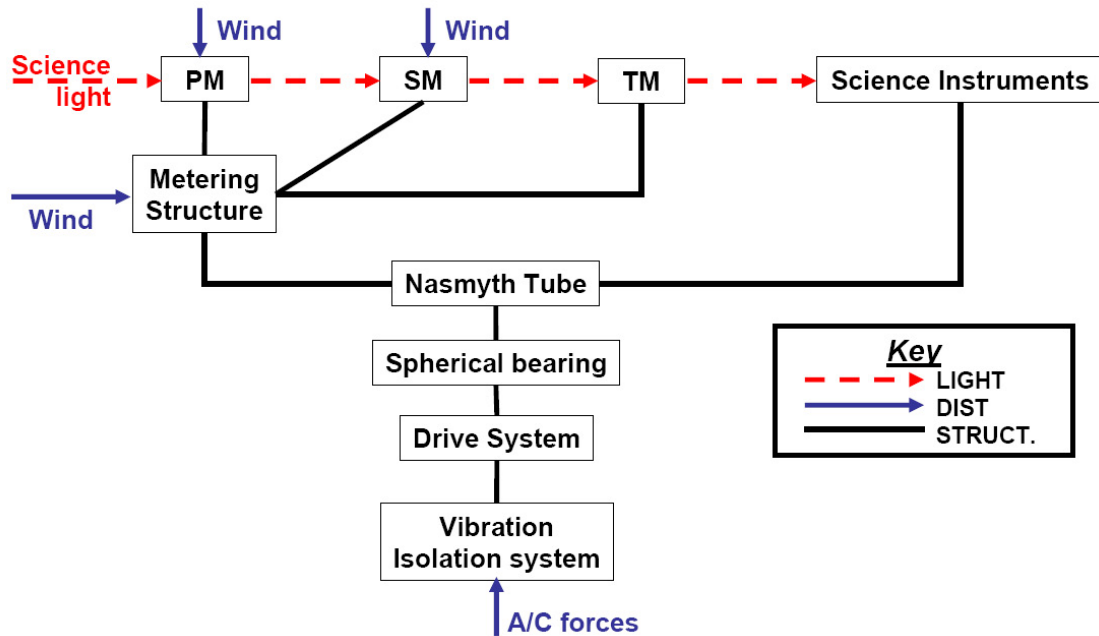 Wind
Wind
Science
light
PM
SM
TM
Science Instruments
Metering
Structure
Wind
Nasmyth Tube
Spherical bearing
Drive System
Vibration
Isolation system
A/C forces
Key
LIGHT
DIST
STRUCT.